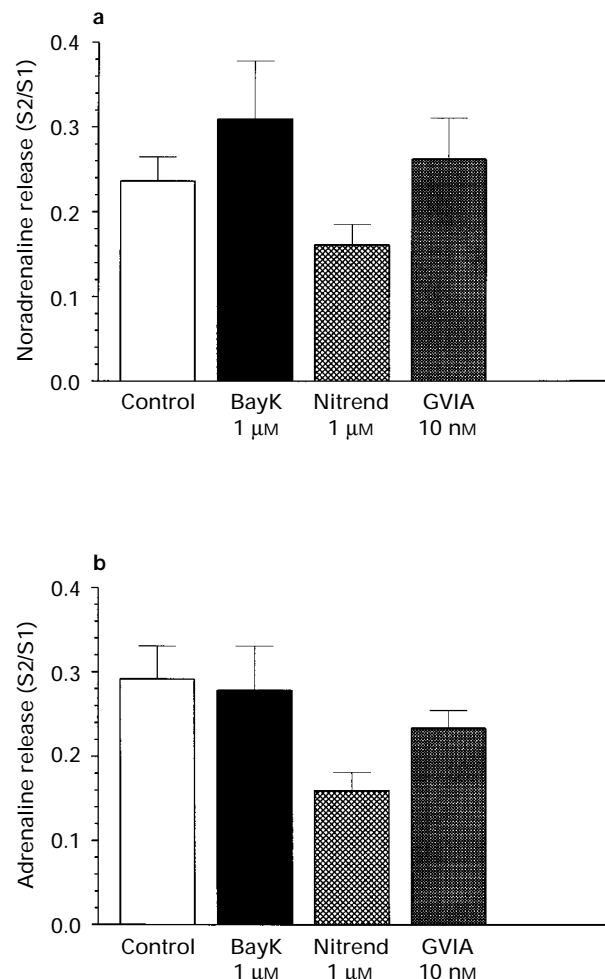 a
Noradrenaline release (S2/S1)
0.4
0.3
0.2
0.1
0.0
Control BayK Nitrend GVIA
1 μM 1 μM 10 nM
b
Adrenaline release (S2/S1)
0.4
0.3
0.2
0.1
0.0
Control BayK Nitrend GVIA
1 μM 1 μM 10 nM